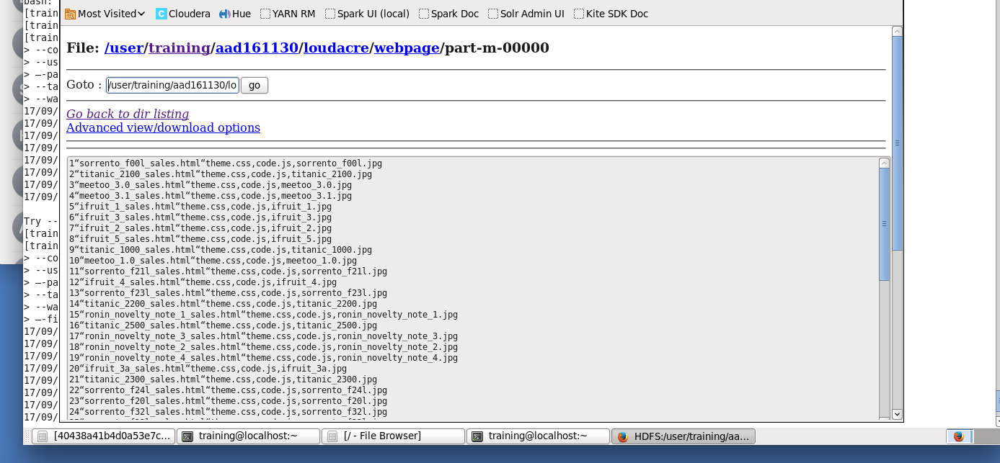 bash:
[train
[train
[train
> --co
> --us
> —-pa
> --ta
> --wa
17/09/
17/09/
17/09/
17/09/
17/09/
17/09/
17/09/
17/09/
Try --
[train
[train
> --co
> --us
> —-pa
> --ta
> --wa
> —-fi
17/09/
17/09/
17/09/
17/09/
17/09/
17/09/
17/09/
17/09/
Most Visited Cloudera Hue YARN RM Spark UI (local) Spark Doc Solr Admin UI Kite SDK Doc
File: /user/training/aad161130/loudacre/webpage/part-m-00000
Goto : /user/training/aad161130/lo go
Go back to dir listing
Advanced view/download options
1“sorrento_f00l_sales.html“theme.css,code.js,sorrento_f00l.jpg
2“titanic_2100_sales.html“theme.css,code.js,titanic_2100.jpg
3“meetoo_3.0_sales.html“theme.css,code.js,meetoo_3.0.jpg
4“meetoo_3.1_sales.html“theme.css,code.js,meetoo_3.1.jpg
5“ifruit_1_sales.html“theme.css,code.js,ifruit_1.jpg
6“ifruit_3_sales.html“theme.css,code.js,ifruit_3.jpg
7“ifruit_2_sales.html“theme.css,code.js,ifruit_2.jpg
8“ifruit_5_sales.html“theme.css,code.js,ifruit_5.jpg
9“titanic_1000_sales.html“theme.css,code.js,titanic_1000.jpg
10“meetoo_1.0_sales.html“theme.css,code.js,meetoo_1.0.jpg
11“sorrento_f21l_sales.html“theme.css,code.js,sorrento_f21l.jpg
12“ifruit_4_sales.html“theme.css,code.js,ifruit_4.jpg
13“sorrento_f23l_sales.html“theme.css,code.js,sorrento_f23l.jpg
14“titanic_2200_sales.html“theme.css,code.js,titanic_2200.jpg
15“ronin_novelty_note_1_sales.html“theme.css,code.js,ronin_novelty_note_1.jpg
16“titanic_2500_sales.html“theme.css,code.js,titanic_2500.jpg
17“ronin_novelty_note_3_sales.html“theme.css,code.js,ronin_novelty_note_3.jpg
18“ronin_novelty_note_2_sales.html“theme.css,code.js,ronin_novelty_note_2.jpg
19“ronin_novelty_note_4_sales.html“theme.css,code.js,ronin_novelty_note_4.jpg
20“ifruit_3a_sales.html“theme.css,code.js,ifruit_3a.jpg
21“titanic_2300_sales.html“theme.css,code.js,titanic_2300.jpg
22“sorrento_f24l_sales.html“theme.css,code.js,sorrento_f24l.jpg
23“sorrento_f20l_sales.html“theme.css,code.js,sorrento_f20l.jpg
24“sorrento_f32l_sales.html“theme.css,code.js,sorrento_f32l.jpg
[40438a41b4d0a53e7c... training@localhost:~ [/ - File Browser] training@localhost:~ HDFS:/user/training/aa...